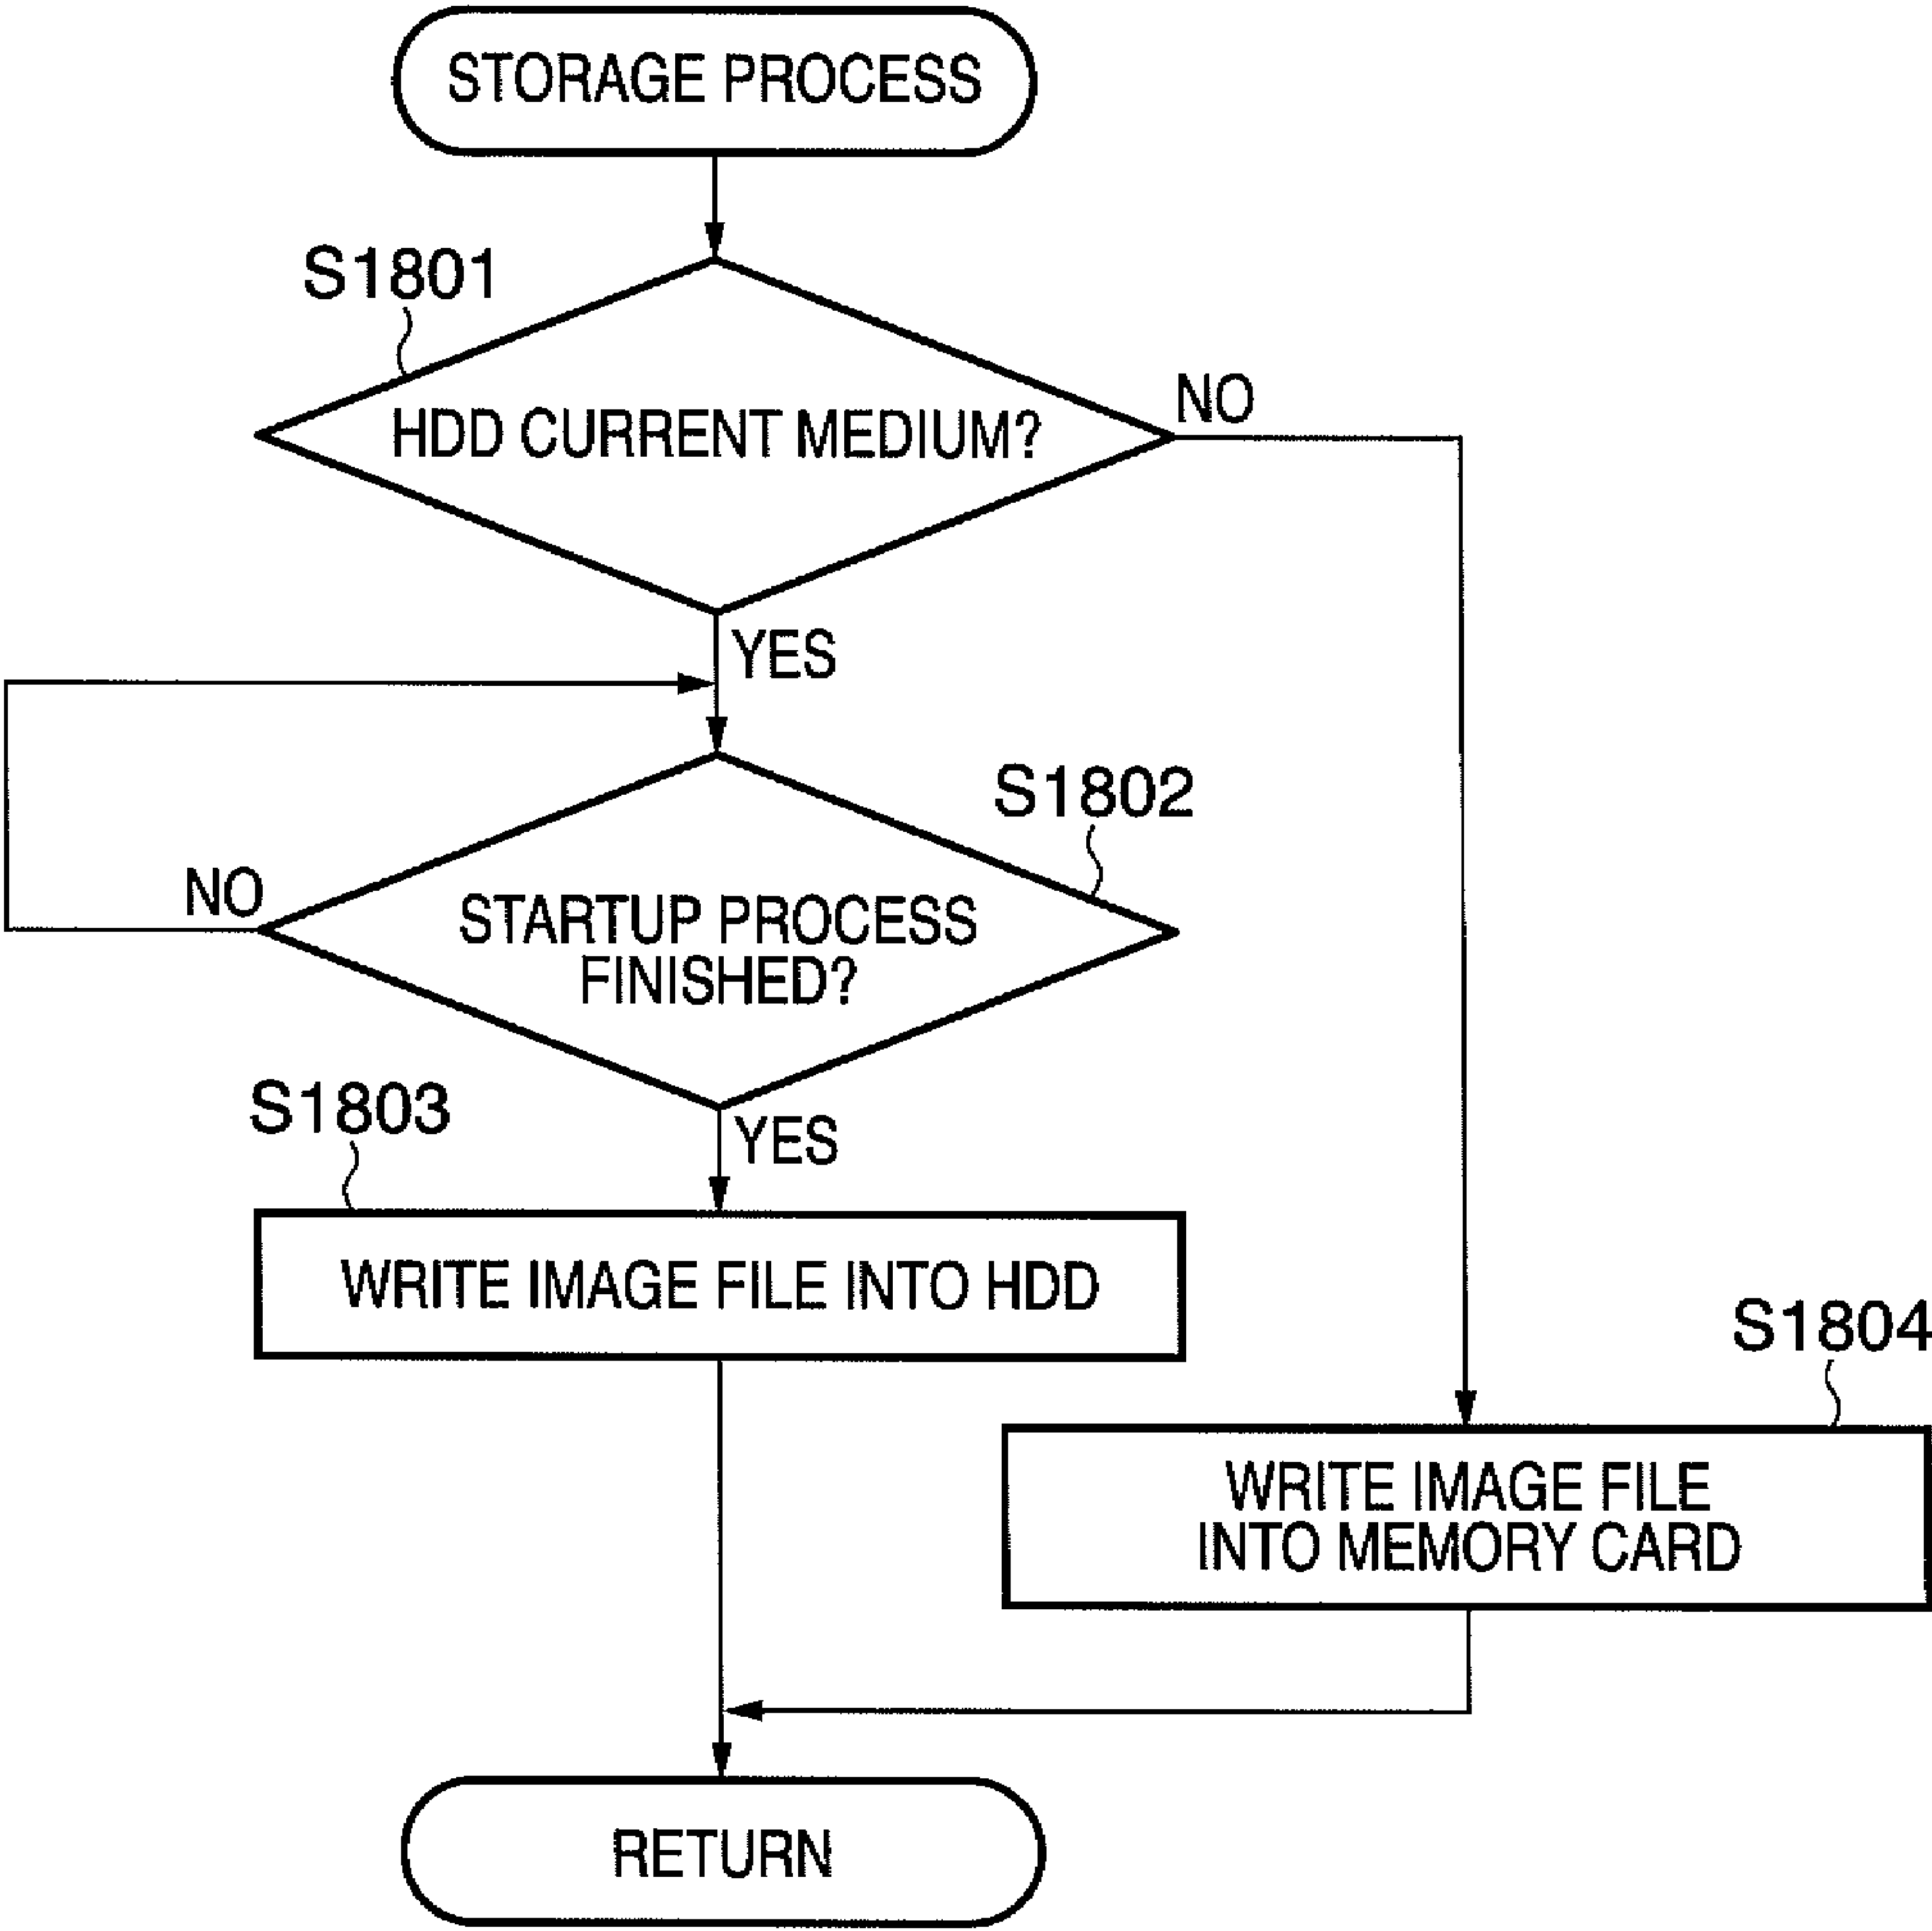 STORAGE PROCESS
S1801
HDD CURRENT MEDIUM?
NO
YES
S1802
NO
STARTUP PROCESS
FINISHED?
YES
S1803
WRITE IMAGE FILE INTO HDD
S1804
WRITE IMAGE FILE
INTO MEMORY CARD
RETURN